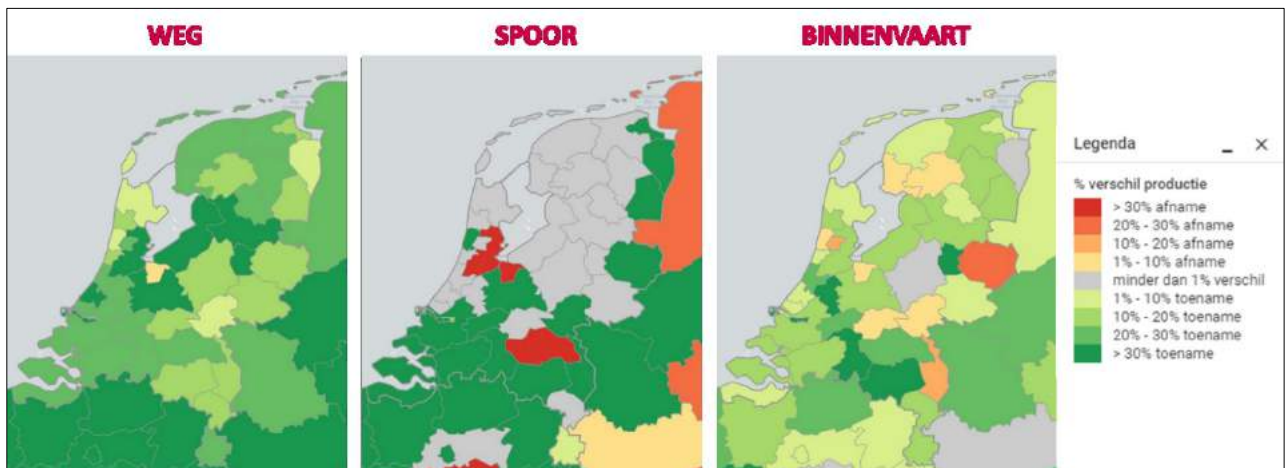 WEG
SPOOR
BINNENVAART
Legenda
% verschil productie
> 30% afname
20% - 30% afname
10% - 20% afname
1% - 10% afname
minder dan 1% verschil
1% - 10% toename
10% - 20% toename
20% - 30% toename
> 30% toename